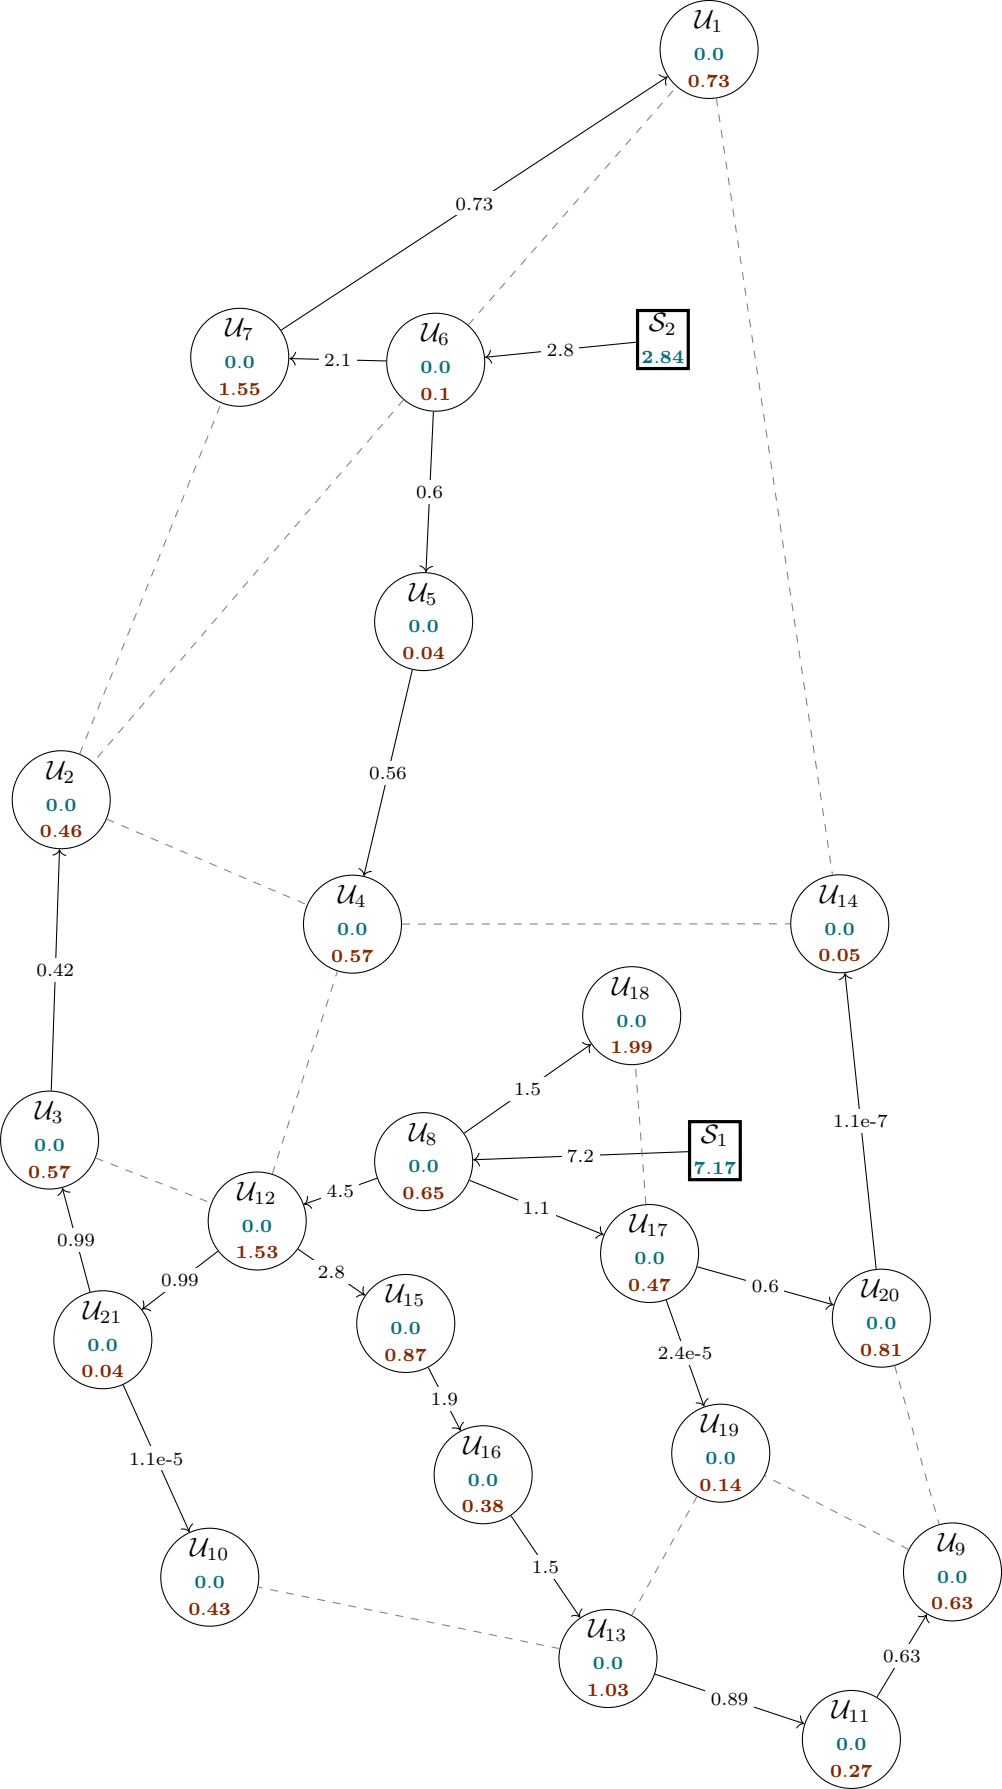 𝒰1
0.0
0.73
0.73
𝒰7
0.0
1.55
2.1
𝒰6
0.0
0.1
2.8
𝒮2
2.84
0.6
𝒰5
0.0
0.04
0.56
𝒰2
0.0
0.46
𝒰4
0.0
0.57
𝒰14
0.0
0.05
0.42
𝒰18
0.0
1.99
1.5
𝒰3
0.0
0.57
𝒰8
0.0
0.65
7.2
𝒮1
7.17
1.1e-7
4.5
1.1
𝒰12
0.0
1.53
𝒰17
0.0
0.47
0.99
0.99
2.8
0.6
𝒰21
0.0
0.04
𝒰15
0.0
0.87
𝒰20
0.0
0.81
2.4e-5
1.9
1.1e-5
𝒰16
0.0
0.38
𝒰19
0.0
0.14
𝒰10
0.0
0.43
1.5
𝒰9
0.0
0.63
𝒰13
0.0
1.03
0.63
0.89
𝒰11
0.0
0.27